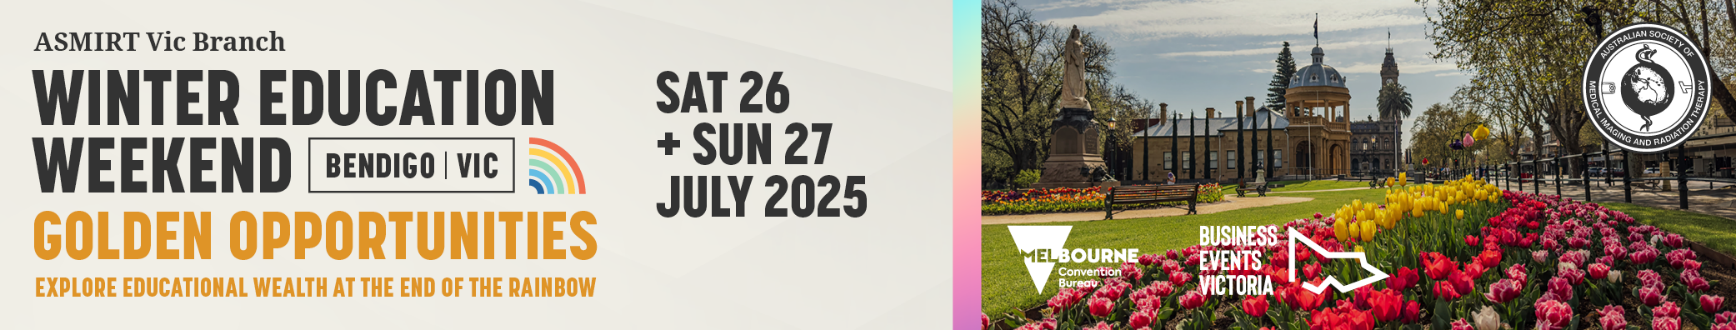 ASMIRT Vic Branch
WINTER EDUCATION
WEEKEND BENDIGO | VIC
GOLDEN OPPORTUNITIES
EXPLORE EDUCATIONAL WEALTH AT THE END OF THE RAINBOW
SAT 26
+ SUN 27
JULY 2025
MELBOURNE
Convention
Bureau
BUSINESS
EVENTS
VICTORIA
AUSTRALIAN SOCIETY OF
MEDICAL IMAGING AND RADIATION THERAPY